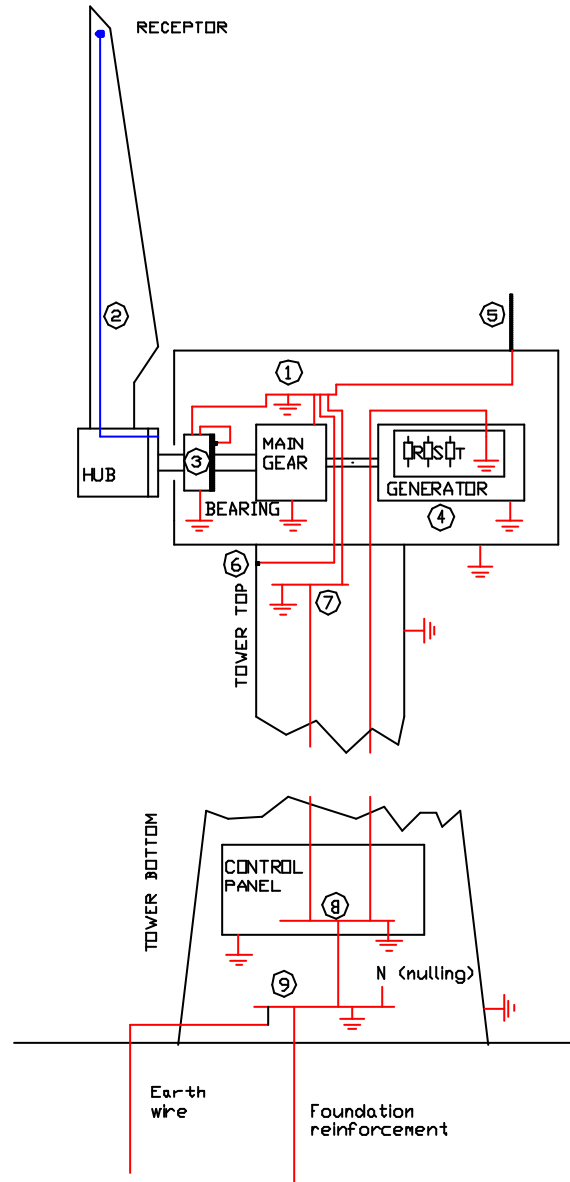 RECEPTOR
2
5
1
MAIN
GEAR
3
HUB
R S T
GENERATOR
BEARING
4
6
7
TOWER TOP
TOWER BOTTOM
CONTROL
PANEL
8
N (nulling)
9
Earth
wire
Foundation
reinforcement